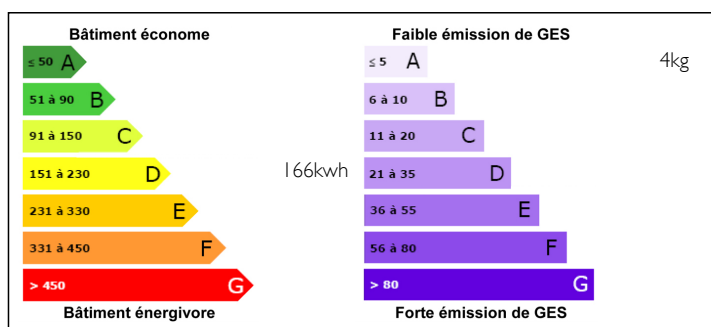 Bâtiment économe
≤ 50 A
51 à 90 B
91 à 150 C
151 à 230 D
231 à 330 E
331 à 450 F
> 450 G
Bâtiment énergivore
166kwh
Faible émission de GES
≤ 5 A
6 à 10 B
11 à 20 C
21 à 35 D
36 à 55 E
56 à 80 F
> 80 G
Forte émission de GES
4kg